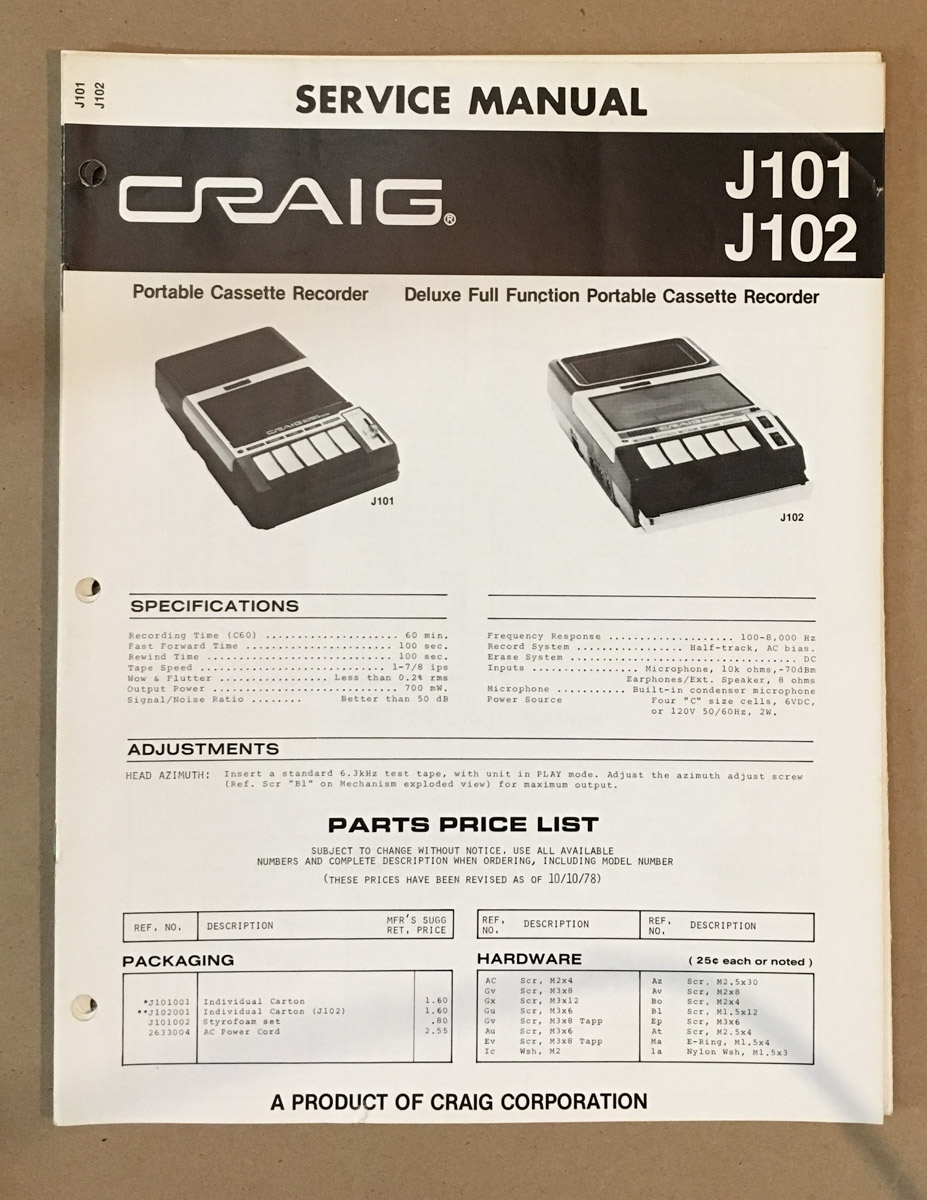 J101
J102
SERVICE MANUAL
CRAIG®
J101
J102
Portable Cassette Recorder
Deluxe Full Function Portable Cassette Recorder
CRAIG
J101
CRAIG
J102
SPECIFICATIONS
Recording Time (C60) ..................... 60 min.
Fast Forward Time ....................... 100 sec.
Rewind Time ............................. 100 sec.
Tape Speed ............................. 1-7/8 ips
Wow & Flutter ................ Less than 0.2% rms
Output Power ............................. 700 mW.
Signal/Noise Ratio ........ Better than 50 dB
Frequency Response ................... 100-8,000 Hz
Record System ................ Half-track, AC bias.
Erase System ...................................... DC
Inputs ................ Microphone, 10k ohms,-70dBm
Earphones/Ext. Speaker, 8 ohms
Microphone .......... Built-in condenser microphone
Power Source Four "C" size cells, 6VDC,
or 120V 50/60Hz, 2W.
ADJUSTMENTS
HEAD AZIMUTH: Insert a standard 6.3kHz test tape, with unit in PLAY mode. Adjust the azimuth adjust screw
(Ref. Scr "Bl" on Mechanism exploded view) for maximum output.
PARTS PRICE LIST
SUBJECT TO CHANGE WITHOUT NOTICE. USE ALL AVAILABLE
NUMBERS AND COMPLETE DESCRIPTION WHEN ORDERING, INCLUDING MODEL NUMBER
(THESE PRICES HAVE BEEN REVISED AS OF 10/10/78)
REF. NO. DESCRIPTION MFR'S SUGG RET. PRICE
PACKAGING
*J101001 Individual Carton 1.60
**J102001 Individual Carton (J102) 1.60
J101002 Styrofoam set .80
2633004 AC Power Cord 2.55
REF. NO. DESCRIPTION REF. NO. DESCRIPTION
HARDWARE (25¢ each or noted)
AC Scr, M2x4 Az Scr, M2.5x30
Gv Scr, M3x8 Av Scr, M2x8
Gx Scr, M3x12 Bo Scr, M2x4
Gu Scr, M3x6 Bl Scr, M1.5x12
Gv Scr, M3x8 Tapp Ep Scr, M3x6
Au Scr, M3x6 At Scr, M2.5x4
Ev Scr, M3x8 Tapp Ma E-Ring, M1.5x4
Ic Wsh, M2 la Nylon Wsh, M1.5x3
A PRODUCT OF CRAIG CORPORATION